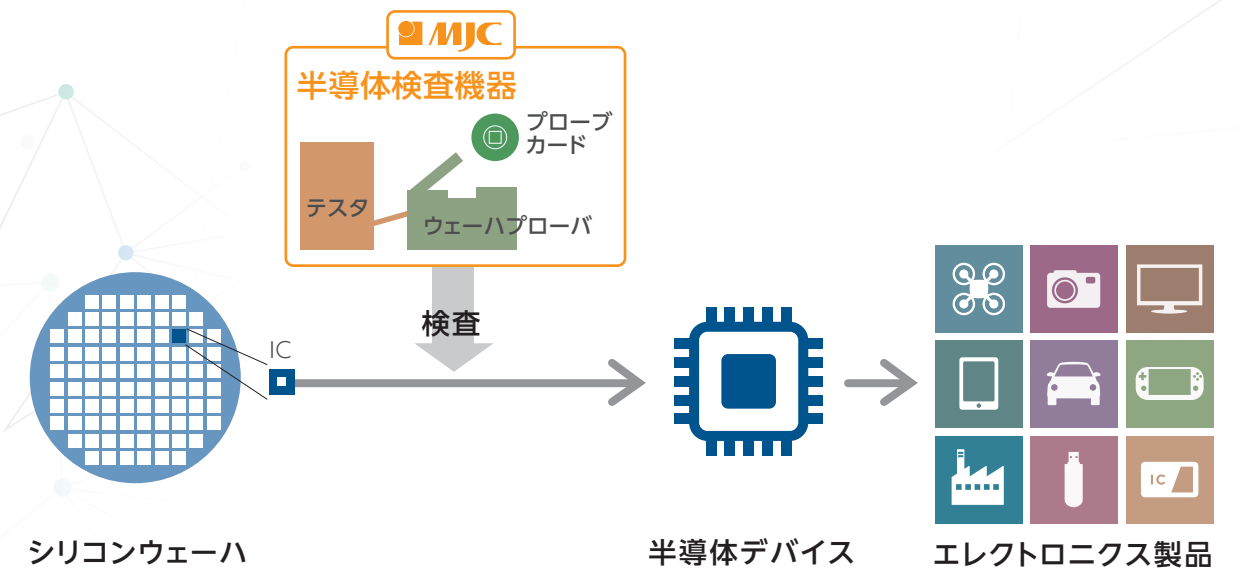 MJC
半導体検査機器
プローブ
カード
テスタ
ウェーハプローバ
検査
IC
IC
シリコンウェーハ
半導体デバイス
エレクトロニクス製品